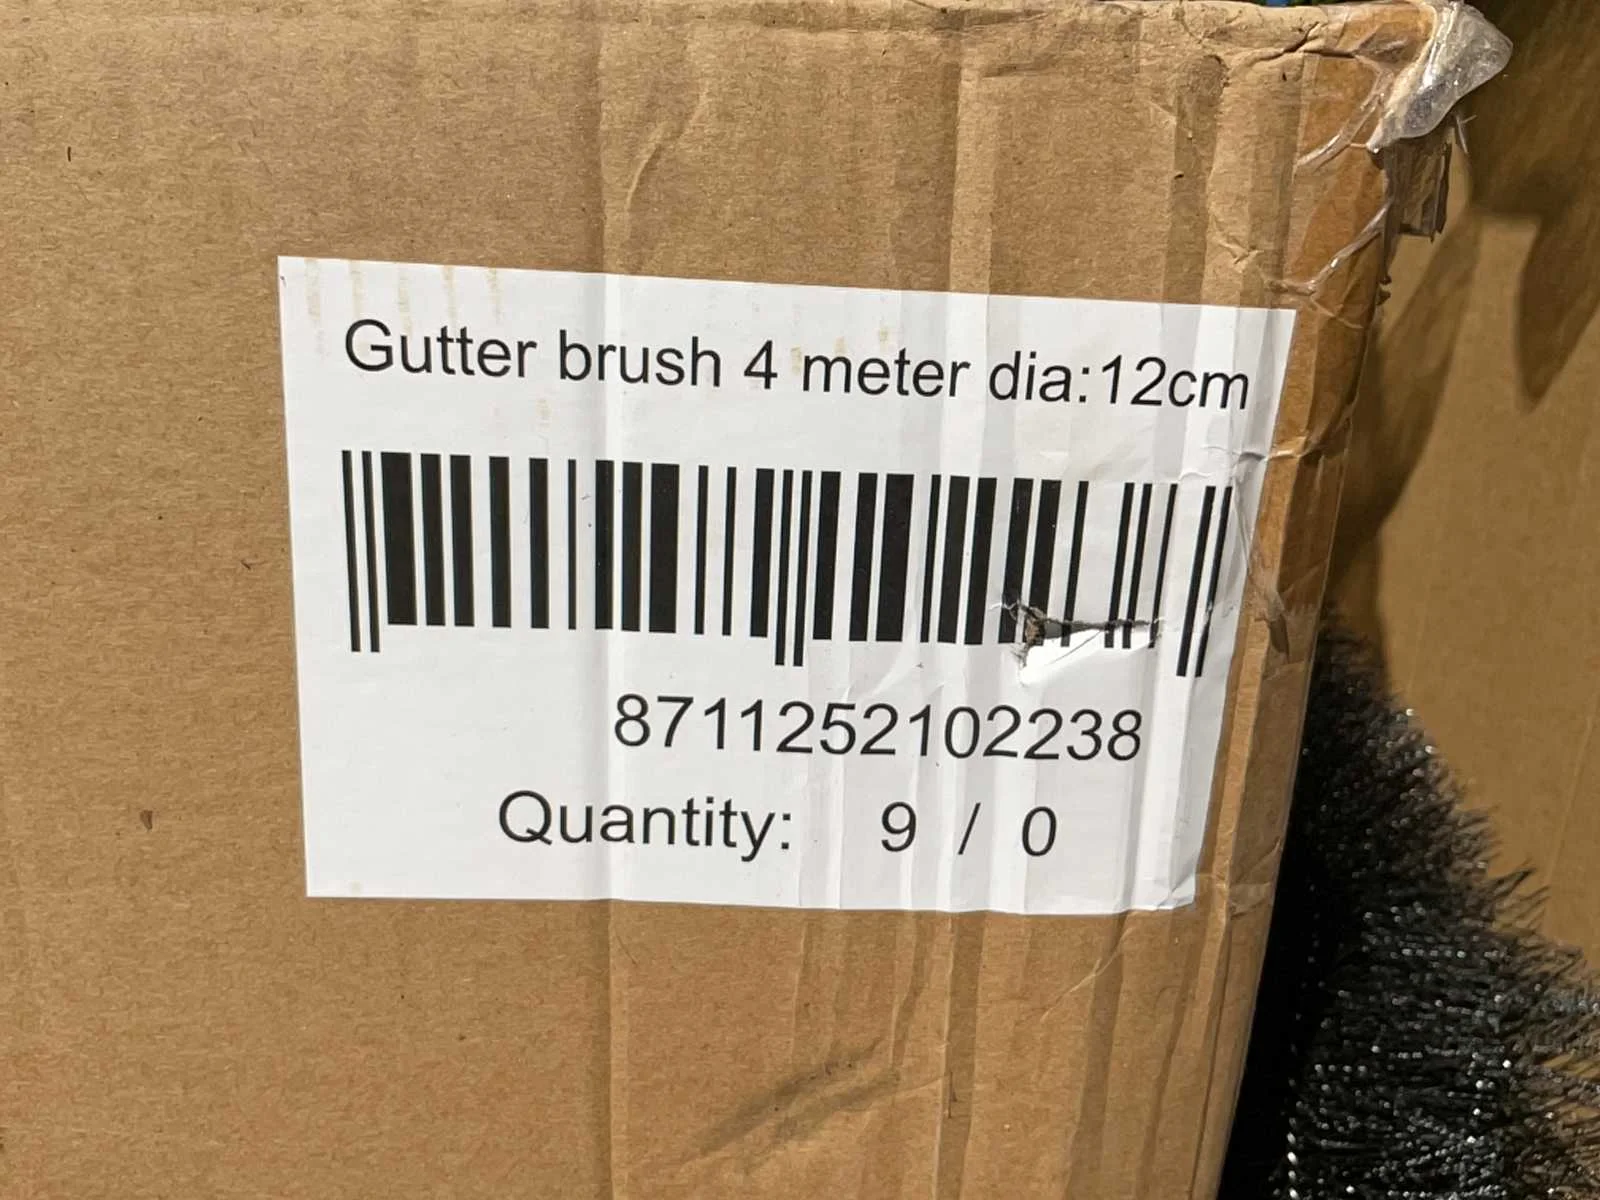 Gutter brush 4 meter dia:12cm
8711252102238
Quantity: 9 / 0